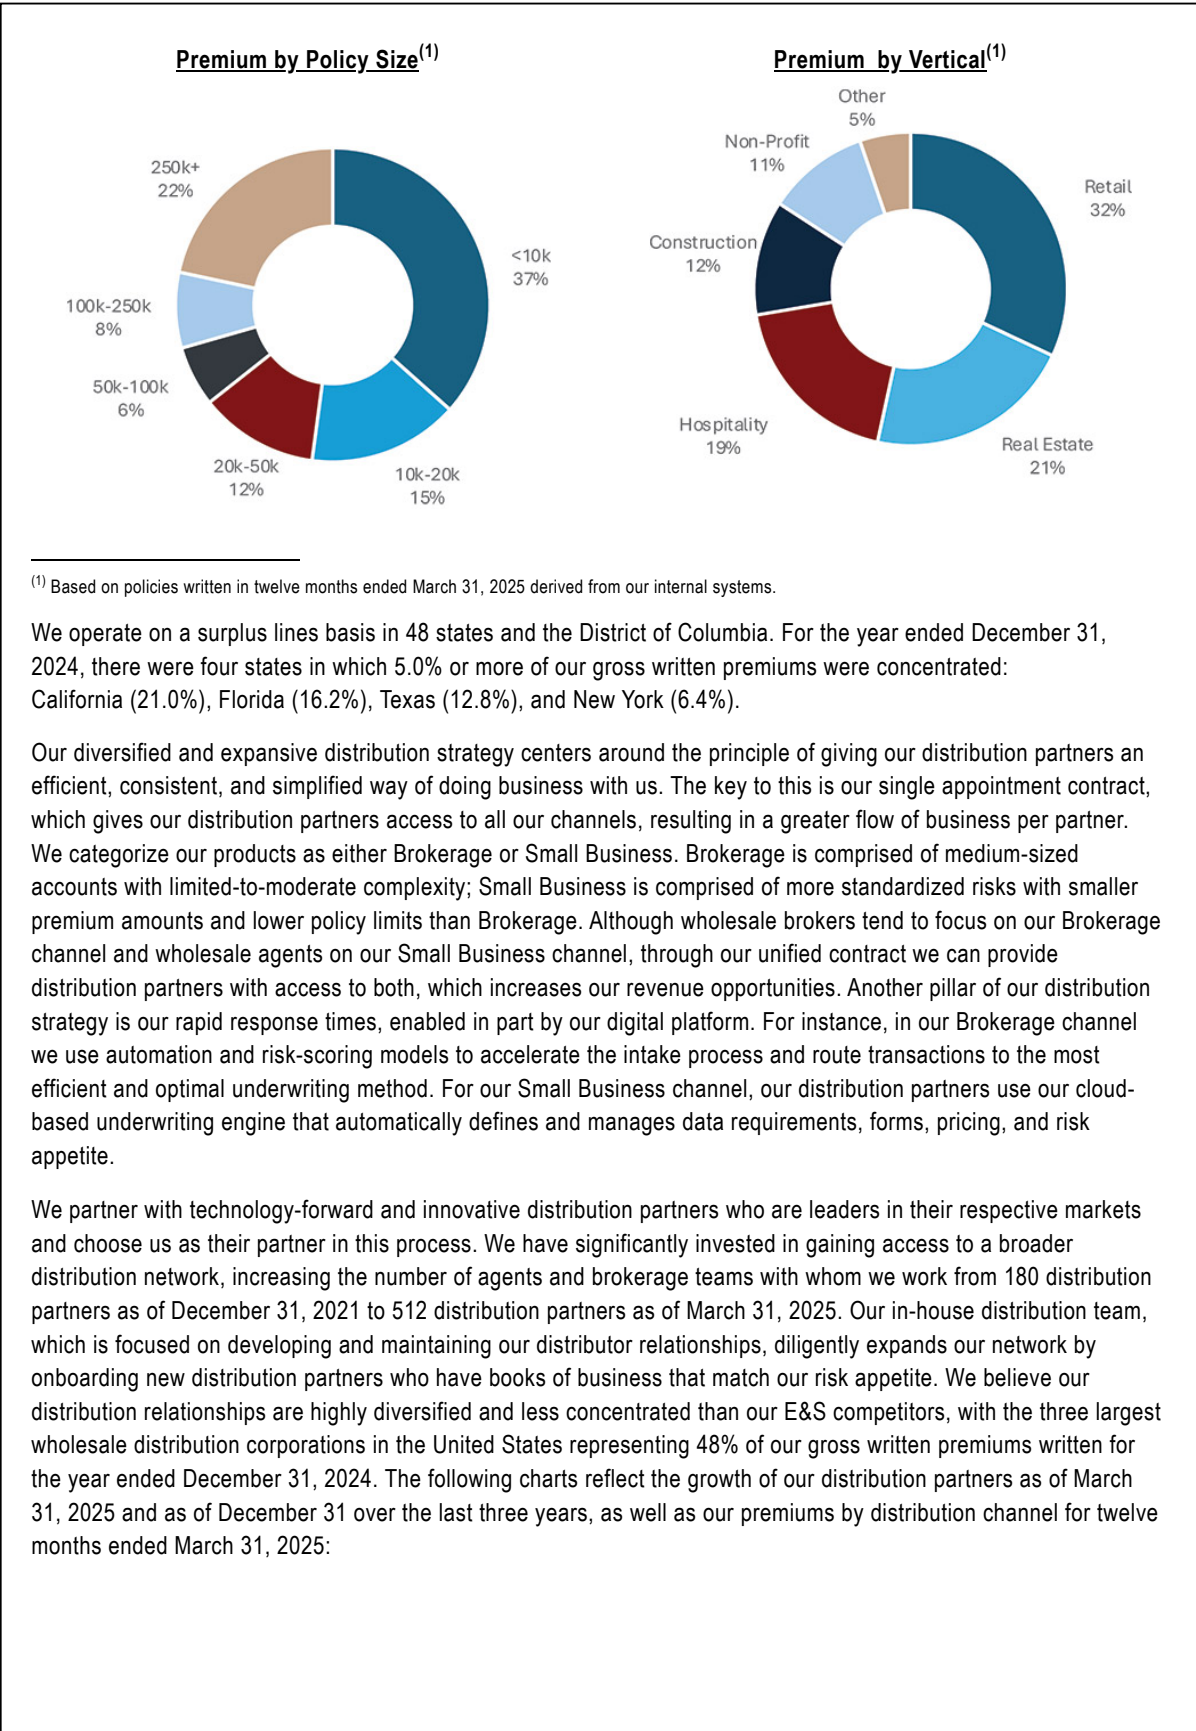 Premium by Policy Size(1)
250k+
22%
<10k
37%
100k-250k
8%
50k-100k
6%
20k-50k
12%
10k-20k
15%
Premium by Vertical(1)
Other
5%
Non-Profit
11%
Retail
32%
Construction
12%
Hospitality
19%
Real Estate
21%
(1) Based on policies written in twelve months ended March 31, 2025 derived from our internal systems.
We operate on a surplus lines basis in 48 states and the District of Columbia. For the year ended December 31,
2024, there were four states in which 5.0% or more of our gross written premiums were concentrated:
California (21.0%), Florida (16.2%), Texas (12.8%), and New York (6.4%).
Our diversified and expansive distribution strategy centers around the principle of giving our distribution partners an
efficient, consistent, and simplified way of doing business with us. The key to this is our single appointment contract,
which gives our distribution partners access to all our channels, resulting in a greater flow of business per partner.
We categorize our products as either Brokerage or Small Business. Brokerage is comprised of medium-sized
accounts with limited-to-moderate complexity; Small Business is comprised of more standardized risks with smaller
premium amounts and lower policy limits than Brokerage. Although wholesale brokers tend to focus on our Brokerage
channel and wholesale agents on our Small Business channel, through our unified contract we can provide
distribution partners with access to both, which increases our revenue opportunities. Another pillar of our distribution
strategy is our rapid response times, enabled in part by our digital platform. For instance, in our Brokerage channel
we use automation and risk-scoring models to accelerate the intake process and route transactions to the most
efficient and optimal underwriting method. For our Small Business channel, our distribution partners use our cloud-
based underwriting engine that automatically defines and manages data requirements, forms, pricing, and risk
appetite.
We partner with technology-forward and innovative distribution partners who are leaders in their respective markets
and choose us as their partner in this process. We have significantly invested in gaining access to a broader
distribution network, increasing the number of agents and brokerage teams with whom we work from 180 distribution
partners as of December 31, 2021 to 512 distribution partners as of March 31, 2025. Our in-house distribution team,
which is focused on developing and maintaining our distributor relationships, diligently expands our network by
onboarding new distribution partners who have books of business that match our risk appetite. We believe our
distribution relationships are highly diversified and less concentrated than our E&S competitors, with the three largest
wholesale distribution corporations in the United States representing 48% of our gross written premiums written for
the year ended December 31, 2024. The following charts reflect the growth of our distribution partners as of March
31, 2025 and as of December 31 over the last three years, as well as our premiums by distribution channel for twelve
months ended March 31, 2025: